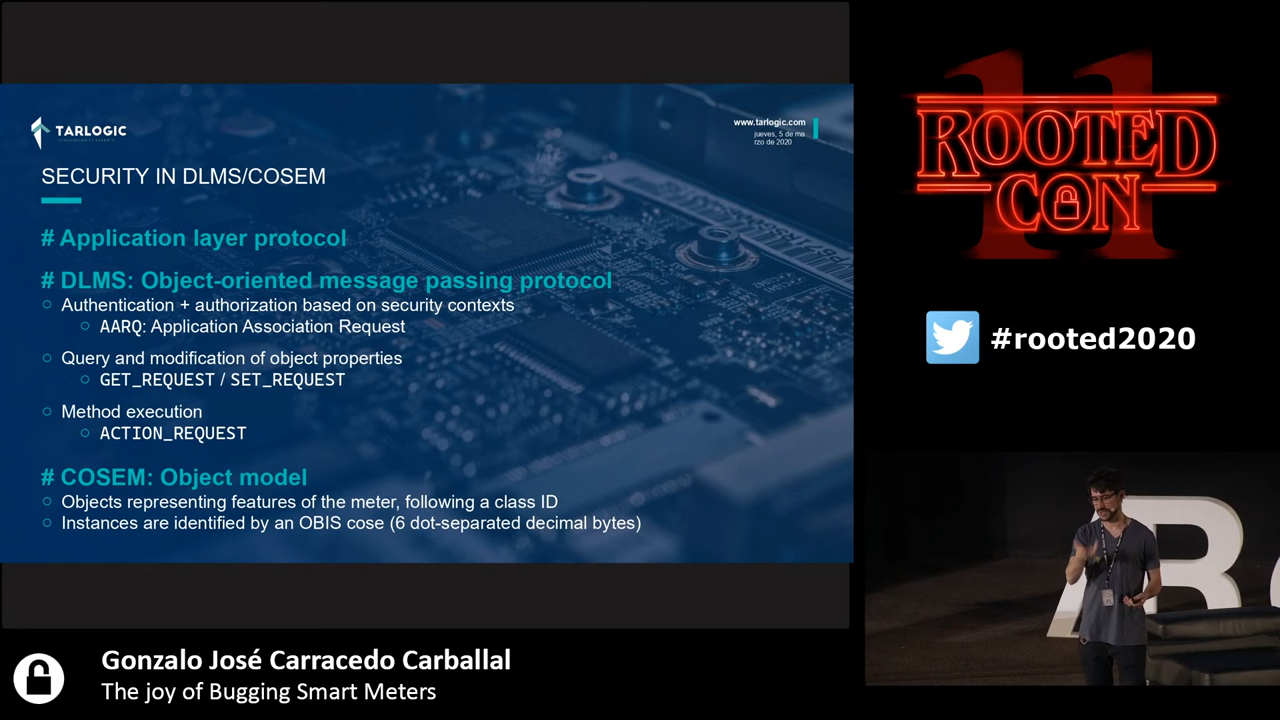 TARLOGIC
www.tarlogic.com
jueves, 5 de ma
rzo de 2020
SECURITY IN DLMS/COSEM
# Application layer protocol
# DLMS: Object-oriented message passing protocol
Authentication + authorization based on security contexts
AARQ: Application Association Request
Query and modification of object properties
GET_REQUEST / SET_REQUEST
Method execution
ACTION_REQUEST
# COSEM: Object model
Objects representing features of the meter, following a class ID
Instances are identified by an OBIS cose (6 dot-separated decimal bytes)
11
ROOTED
CON
#rooted2020
R
Gonzalo José Carracedo Carballal
The joy of Bugging Smart Meters